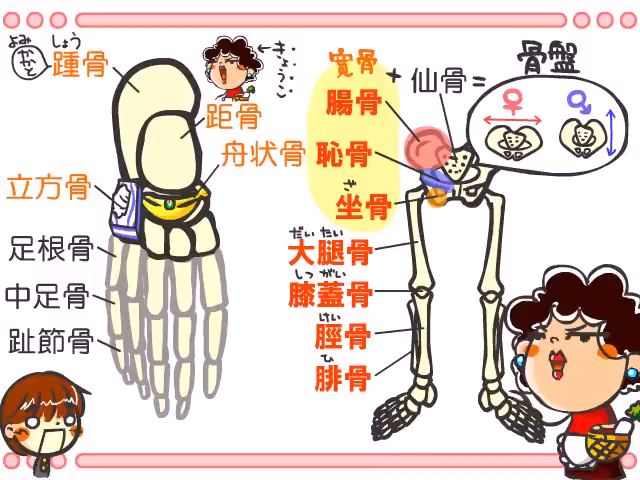 よみ しょう
かかと 踵骨
←きょうこ
距骨
舟状骨
立方骨
足根骨
中足骨
趾節骨
寛骨 + 仙骨 = 骨盤
腸骨
♀ ♂
恥骨
ざ
坐骨
だい たい
大腿骨
しつ がい
膝蓋骨
けい
脛骨
ひ
腓骨